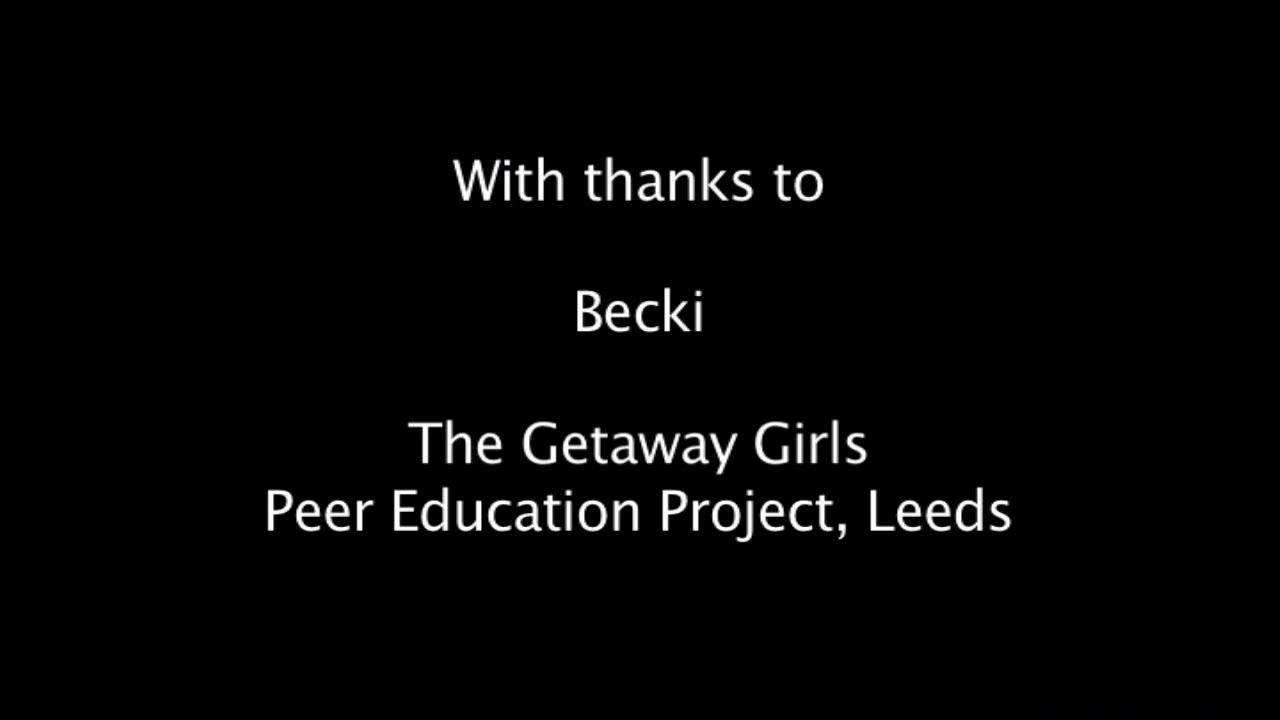 With thanks to
Becki
The Getaway Girls
Peer Education Project, Leeds